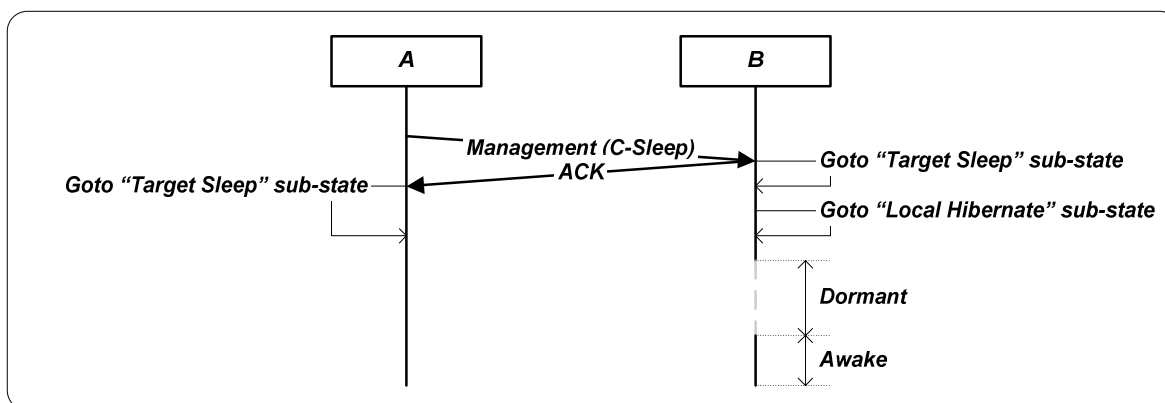 A
B
Management (C-Sleep)
ACK
Goto “Target Sleep” sub-state
Goto “Target Sleep” sub-state
Goto “Local Hibernate” sub-state
Dormant
Awake